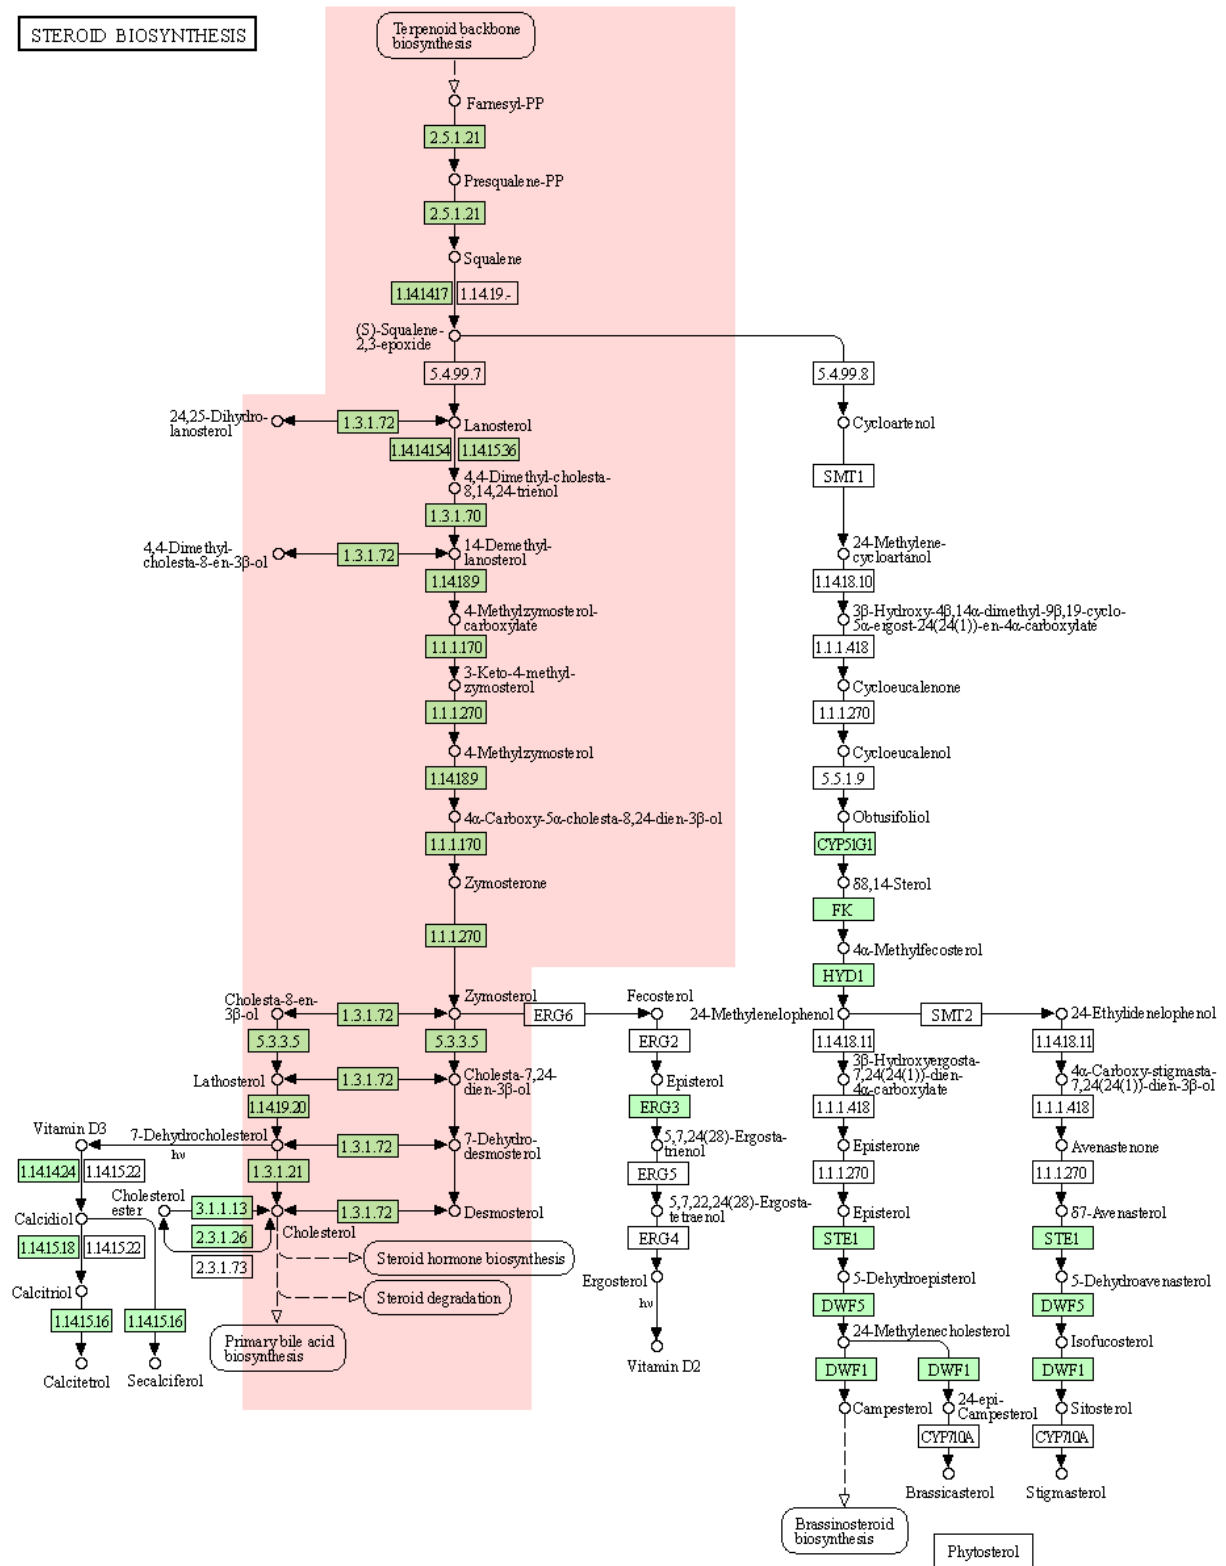 STEROID BIOSYNTHESIS
Terpenoid backbone
biosynthesis
Farnesyl-PP
2.5.1.21
Presqualene-PP
2.5.1.21
Squalene
1.14.14.17
1.14.19.-
(S)-Squalene-
2,3-epoxide
5.4.99.7
5.4.99.8
24,25-Dihydro-
lanosterol
1.3.1.72
Lanosterol
Cycloartenol
1.14.14.154
1.14.15.36
4,4-Dimethyl-cholesta-
8,14,24-trienol
SMT1
1.3.1.70
4,4-Dimethyl-
cholesta-8-en-3β-ol
1.3.1.72
14-Demethyl-
lanosterol
24-Methylene-
cycloartanol
1.14.18.9
1.14.18.10
4-Methylzymosterol-
carboxylate
3β-Hydroxy-4β,14α-dimethyl-9β,19-cyclo-
5α-ergost-24(24(1))-en-4α-carboxylate
1.1.1.170
1.1.1.418
3-Keto-4-methyl-
zymosterol
Cycloeucalenone
1.1.1.270
1.1.1.270
4-Methylzymosterol
Cycloeucalenol
1.14.18.9
5.5.1.9
4α-Carboxy-5α-cholesta-8,24-dien-3β-ol
Obtusifoliol
1.1.1.170
CYP51G1
Zymosterone
δ8,14-Sterol
FK
1.1.1.270
4α-Methylfecosterol
HYD1
Cholesta-8-en-
3β-ol
1.3.1.72
Zymosterol
ERG6
Fecosterol
24-Methylenelophenol
SMT2
24-Ethylidenelophenol
5.3.3.5
5.3.3.5
ERG2
1.14.18.11
1.14.18.11
Lathosterol
1.3.1.72
Cholesta-7,24-
dien-3β-ol
Episterol
3β-Hydroxyergosta-
7,24(24(1))-dien-
4α-carboxylate
4α-Carboxy-stigmasta-
7,24(24(1))-dien-3β-ol
1.14.19.20
ERG3
1.1.1.418
1.1.1.418
Vitamin D3
7-Dehydrocholesterol
hν
1.3.1.72
7-Dehydro-
desmosterol
5,7,24(28)-Ergosta-
trienol
Episterone
Avenastenone
1.14.14.24
1.14.15.22
1.3.1.21
ERG5
1.1.1.270
1.1.1.270
Cholesterol
ester
3.1.1.13
1.3.1.72
Desmosterol
5,7,22,24(28)-Ergosta-
tetraenol
Episterol
δ7-Avenasterol
Calcidiol
Cholesterol
2.3.1.26
1.14.15.18
1.14.15.22
2.3.1.73
Steroid hormone biosynthesis
ERG4
STE1
STE1
Calcitriol
Steroid degradation
Ergosterol
hν
5-Dehydroepisterol
5-Dehydroavenasterol
1.14.15.16
1.14.15.16
DWF5
DWF5
Primary bile acid
biosynthesis
24-Methylenecholesterol
Isofucosterol
Calcitetrol
Secalciferol
Vitamin D2
DWF1
DWF1
DWF1
Campesterol
24-epi-
Campesterol
Sitosterol
CYP710A
CYP710A
Brassicasterol
Stigmasterol
Brassinosteroid
biosynthesis
Phytosterol